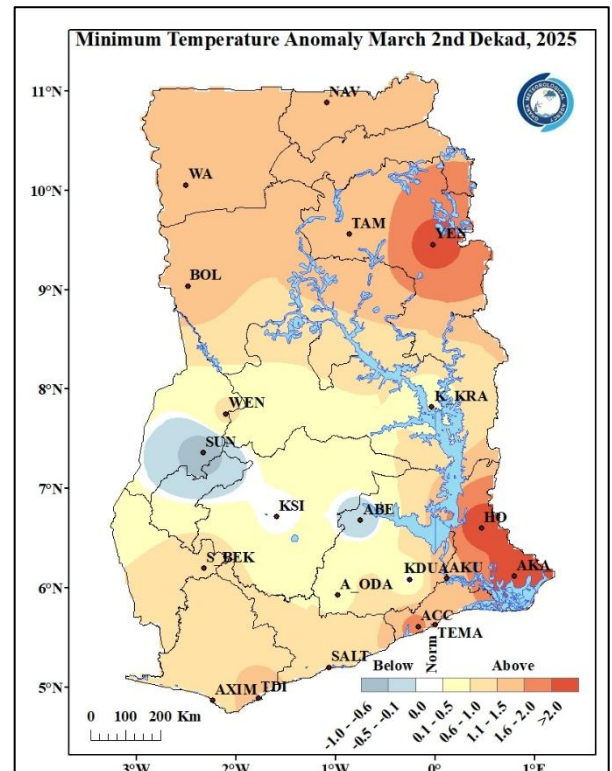 Minimum Temperature Anomaly March 2nd Dekad, 2025
11°N
NAV
10°N
WA
TAM
YEN
9°N
BOL
8°N
WEN
K_KRA
SUN
7°N
KSI
ABE
HO
6°N
S_BEK
A_ODA
KDUA
AKU
AKA
ACC
TEMA
SALT
5°N
AXIM
TDI
Below
Norm
Above
-1.0 - -0.6
-0.5 - -0.1
0.0
0.1 - 0.5
0.6 - 1.0
1.1 - 1.5
1.6 - 2.0
>2.0
0 100 200 Km
3°W
2°W
1°W
0°
1°E